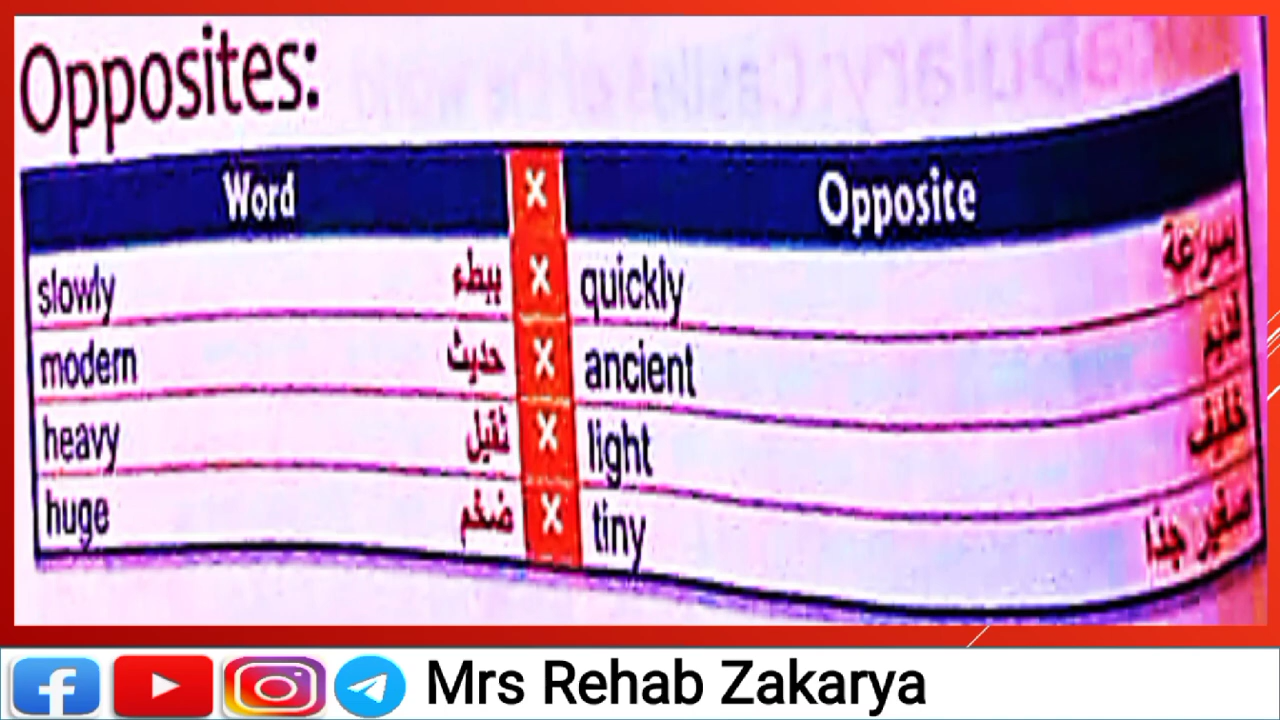 Opposites:
Word x Opposite
slowly ببطء x quickly بسرعة
modern حديث x ancient قديم
heavy ثقيل x light خفيف
huge ضخم x tiny صغير جدًا
Mrs Rehab Zakarya